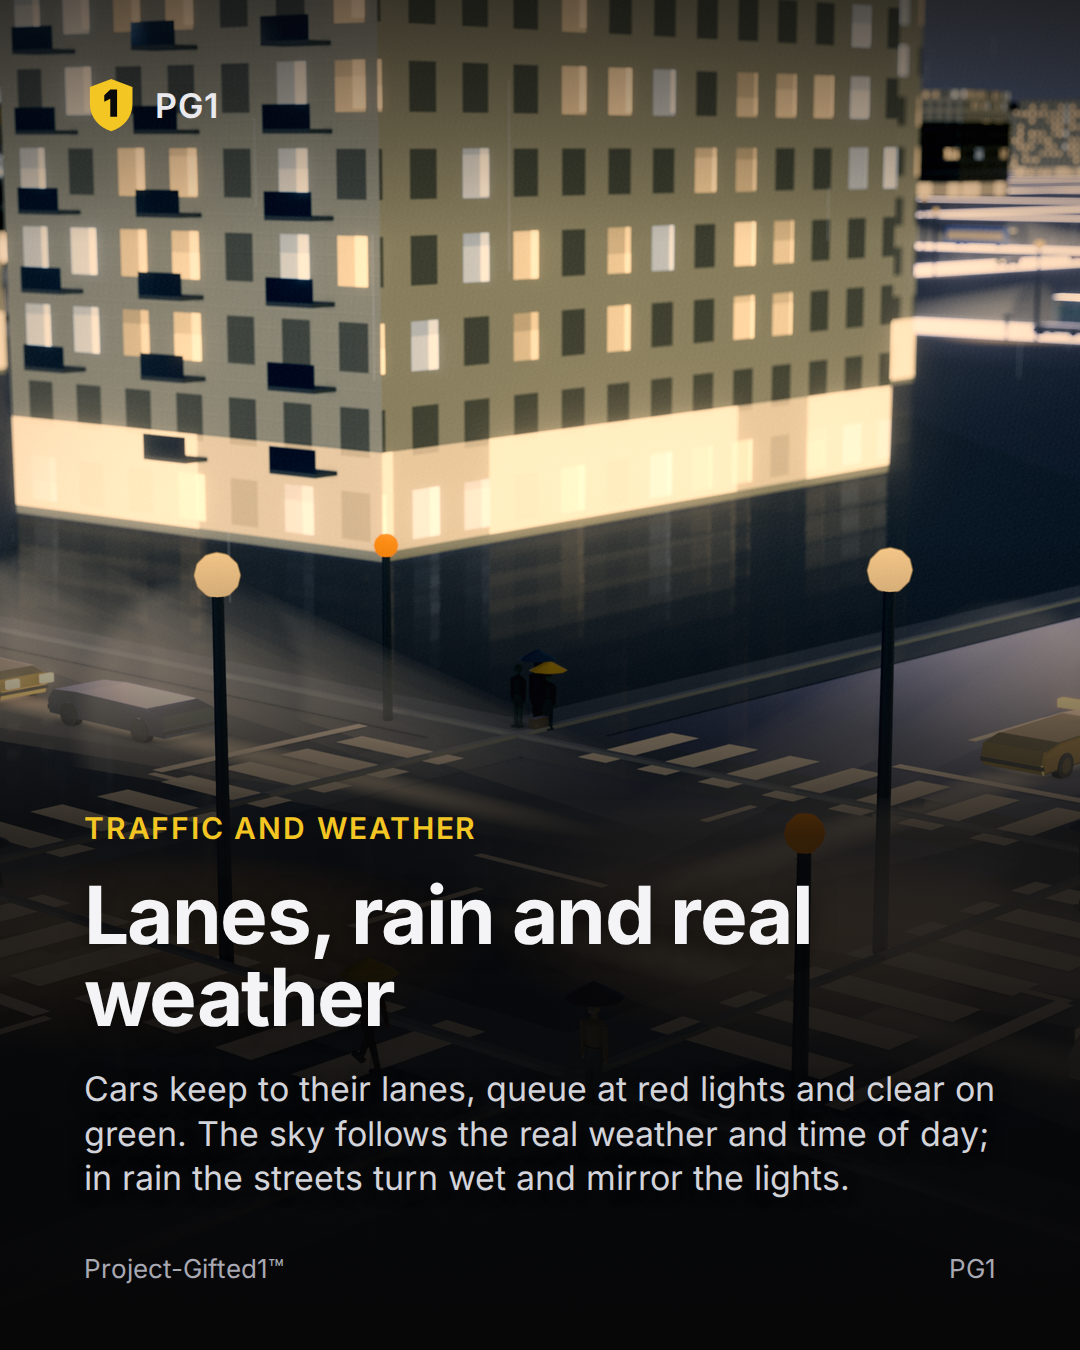 1 PG1
TRAFFIC AND WEATHER
Lanes, rain and real
weather
Cars keep to their lanes, queue at red lights and clear on
green. The sky follows the real weather and time of day;
in rain the streets turn wet and mirror the lights.
Project-Gifted1™ PG1